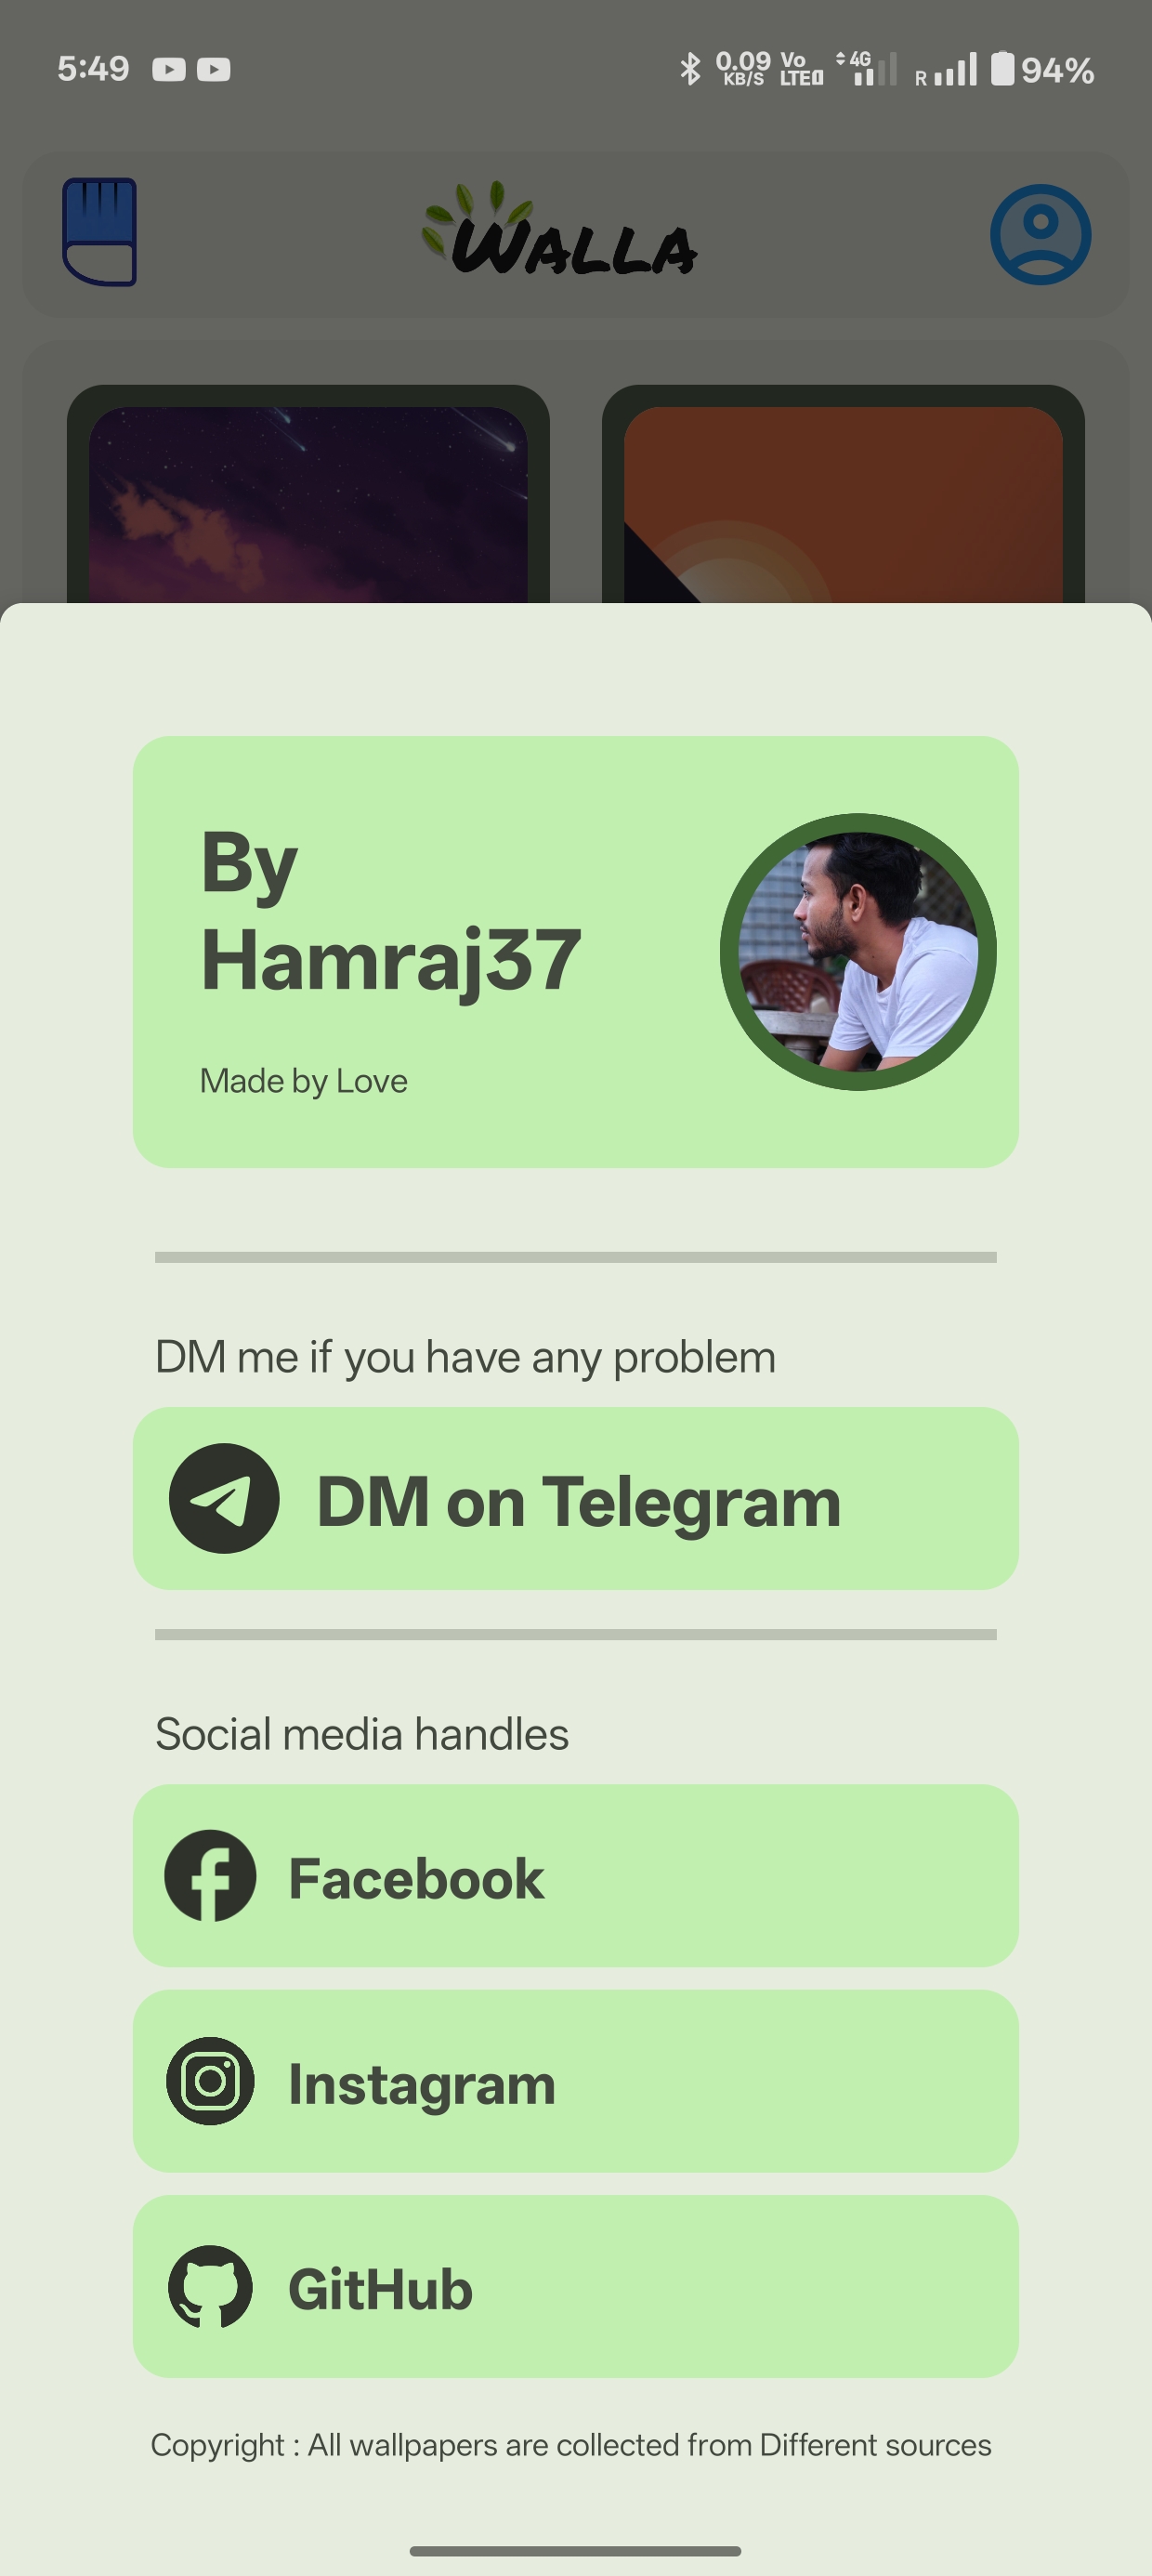 5:49 0.09 KB/S Vo LTE 4G R 94%
WALLA
By
Hamraj37
Made by Love
DM me if you have any problem
DM on Telegram
Social media handles
Facebook
Instagram
GitHub
Copyright : All wallpapers are collected from Different sources